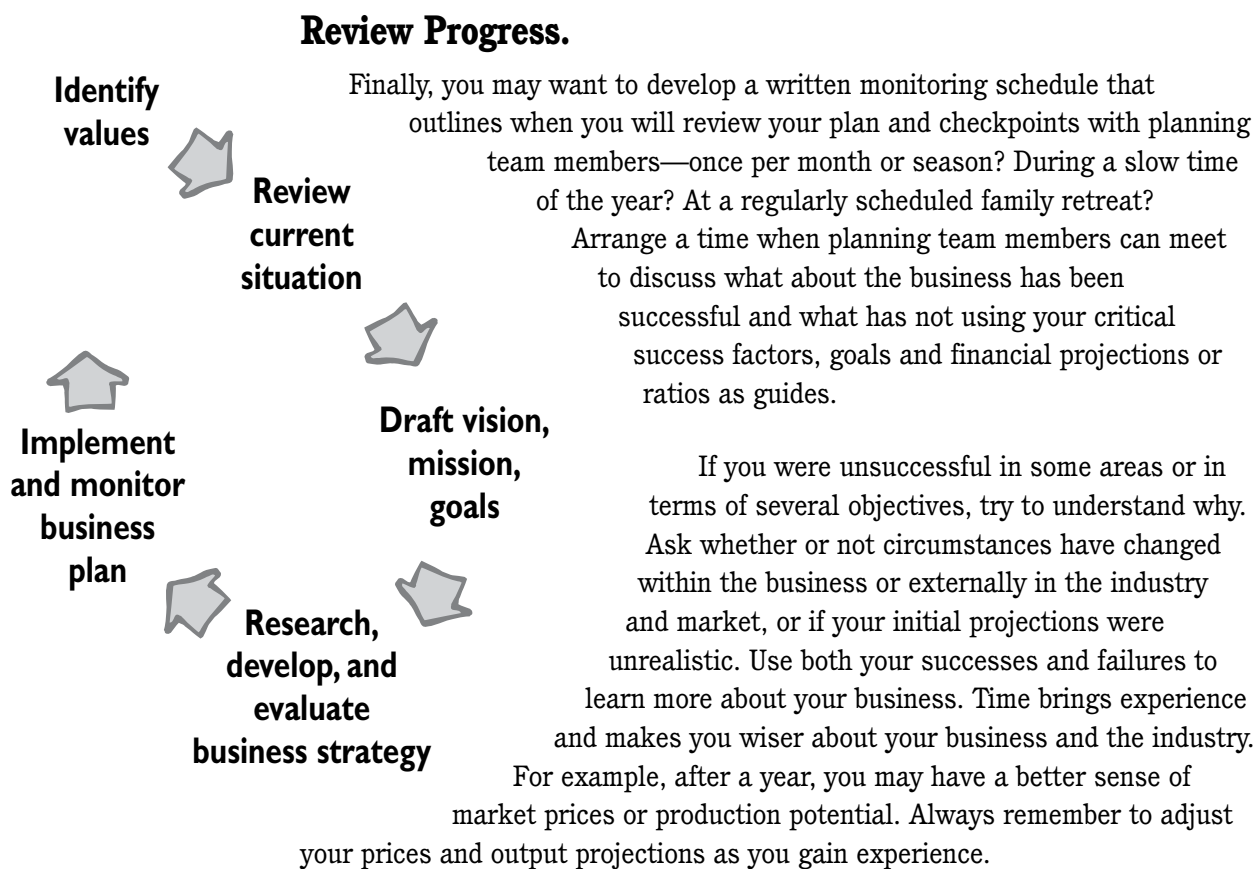 Review Progress.
Identify
values
Review
current
situation
Draft vision,
mission,
goals
Research,
develop, and
evaluate
business strategy
Implement
and monitor
business
plan
Finally, you may want to develop a written monitoring schedule that
outlines when you will review your plan and checkpoints with planning
team members—once per month or season? During a slow time
of the year? At a regularly scheduled family retreat?
Arrange a time when planning team members can meet
to discuss what about the business has been
successful and what has not using your critical
success factors, goals and financial projections or
ratios as guides.
If you were unsuccessful in some areas or in
terms of several objectives, try to understand why.
Ask whether or not circumstances have changed
within the business or externally in the industry
and market, or if your initial projections were
unrealistic. Use both your successes and failures to
learn more about your business. Time brings experience
and makes you wiser about your business and the industry.
For example, after a year, you may have a better sense of
market prices or production potential. Always remember to adjust
your prices and output projections as you gain experience.